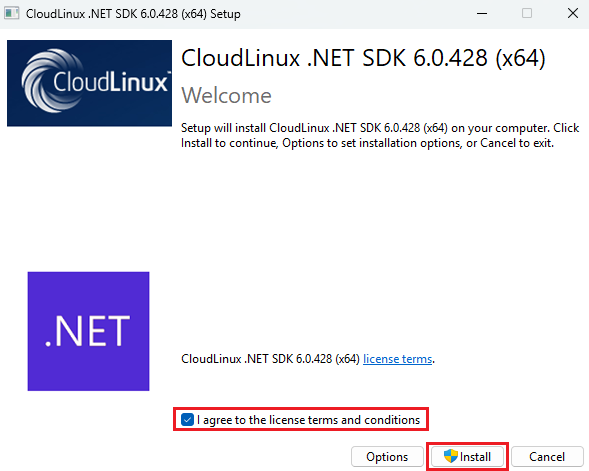 CloudLinux .NET SDK 6.0.428 (x64) Setup
CloudLinux
CloudLinux .NET SDK 6.0.428 (x64)
Welcome
Setup will install CloudLinux .NET SDK 6.0.428 (x64) on your computer. Click
Install to continue, Options to set installation options, or Cancel to exit.
.NET
CloudLinux .NET SDK 6.0.428 (x64) license terms.
I agree to the license terms and conditions
Options
Install
Cancel